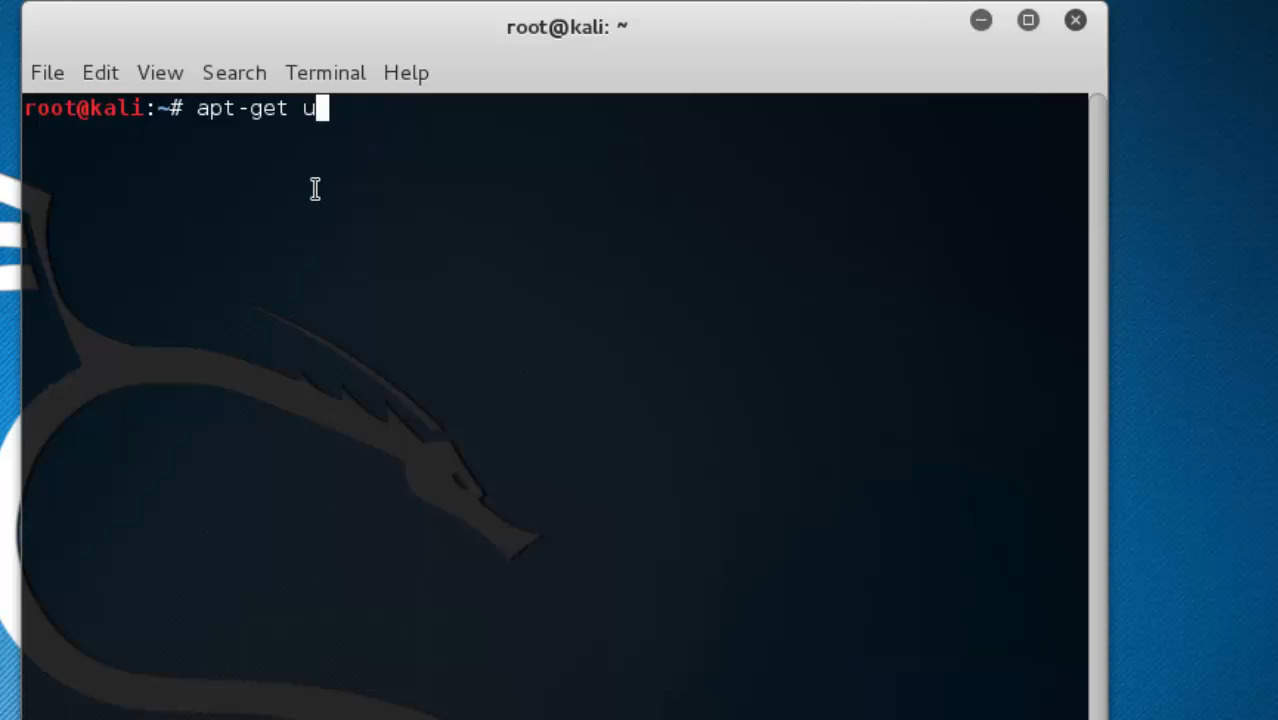 root@kali: ~
File Edit View Search Terminal Help
root@kali:~# apt-get u